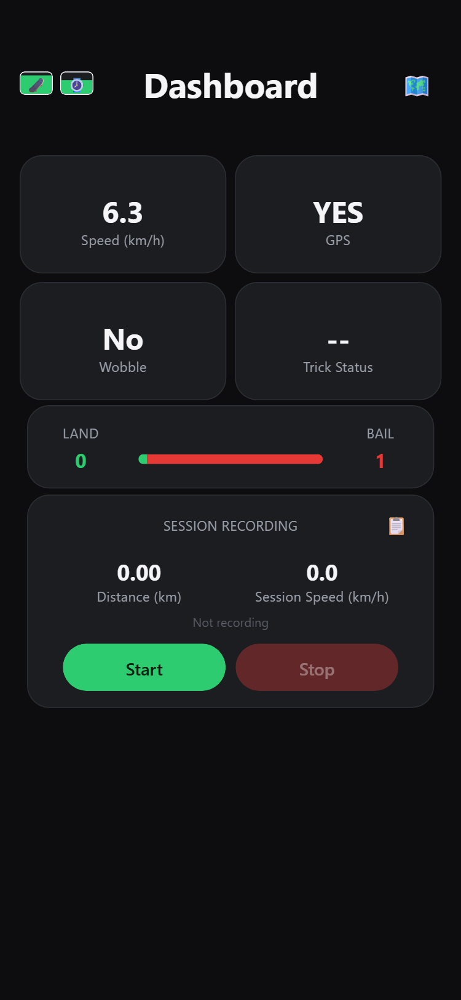 Dashboard
6.3
Speed (km/h)
YES
GPS
No
Wobble
--
Trick Status
LAND
BAIL
0
1
SESSION RECORDING
0.00
Distance (km)
0.0
Session Speed (km/h)
Not recording
Start
Stop